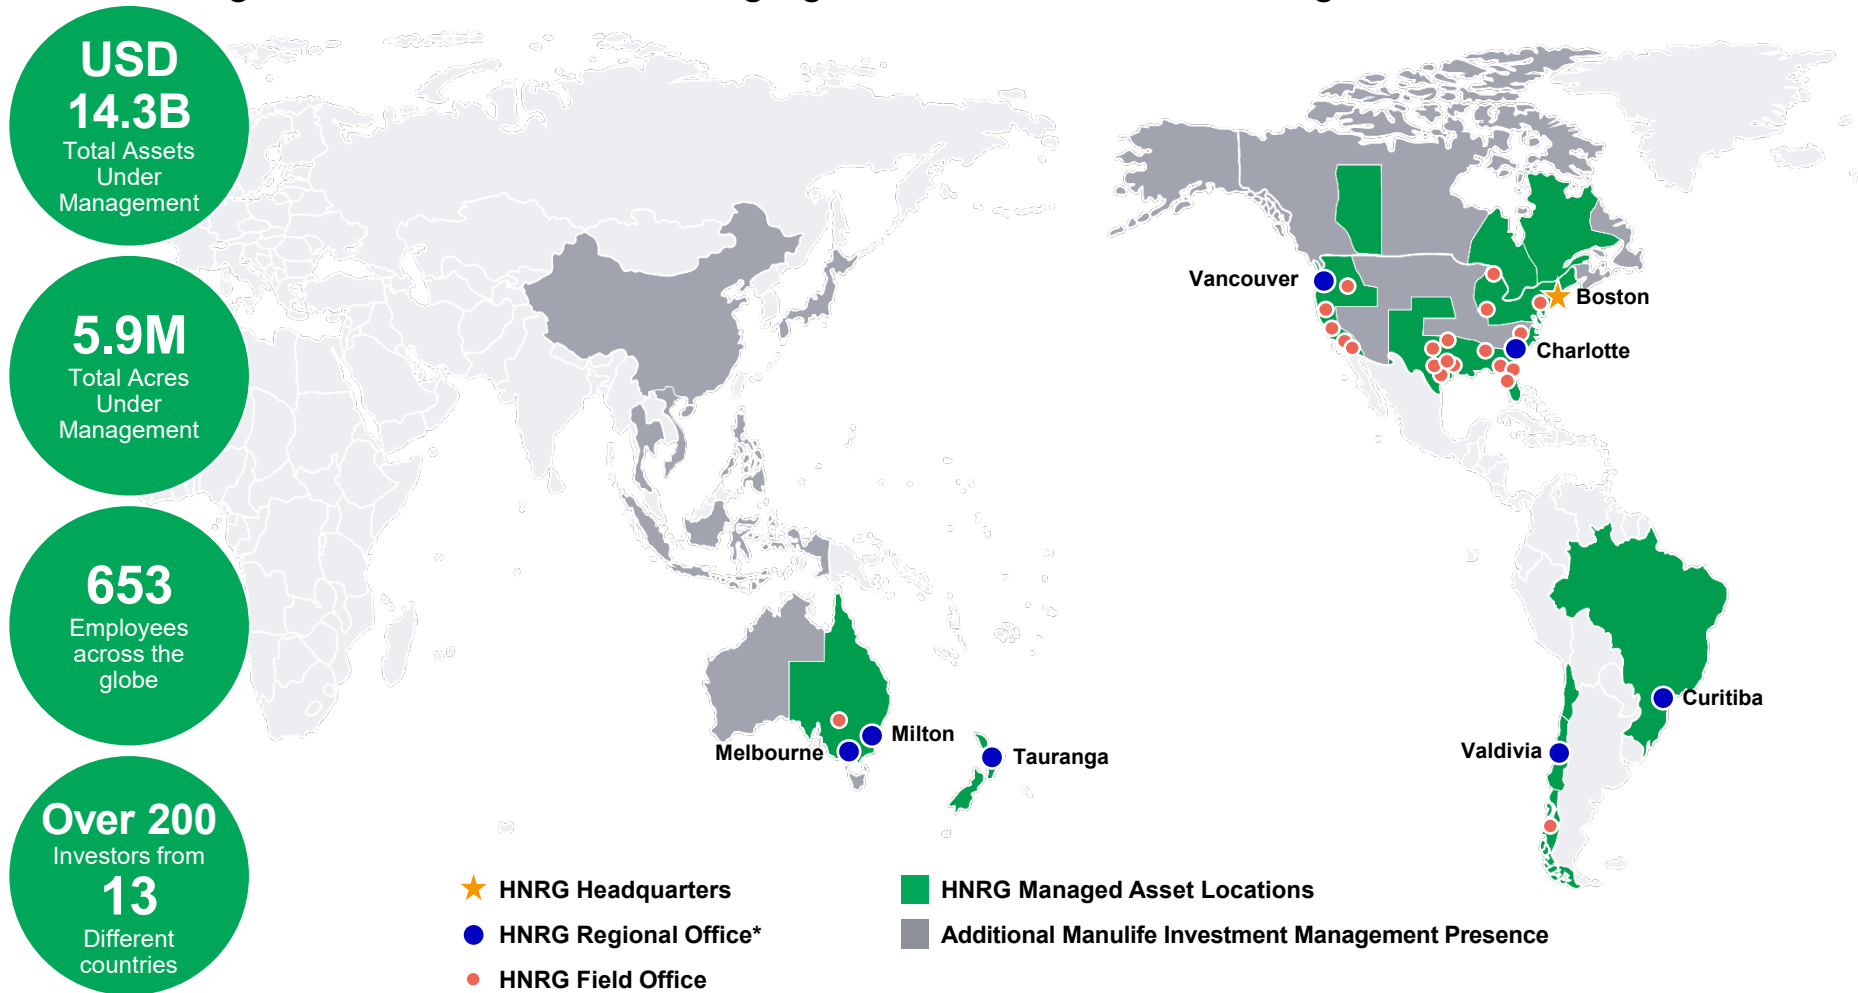 USD
14.3B
Total Assets
Under
Management
5.9M
Total Acres
Under
Management
653
Employees
across the
globe
Over 200
Investors from
13
Different
countries
Vancouver
Boston
Charlotte
Curitiba
Valdivia
Milton
Melbourne
Tauranga
HNRG Headquarters
HNRG Regional Office*
HNRG Field Office
HNRG Managed Asset Locations
Additional Manulife Investment Management Presence